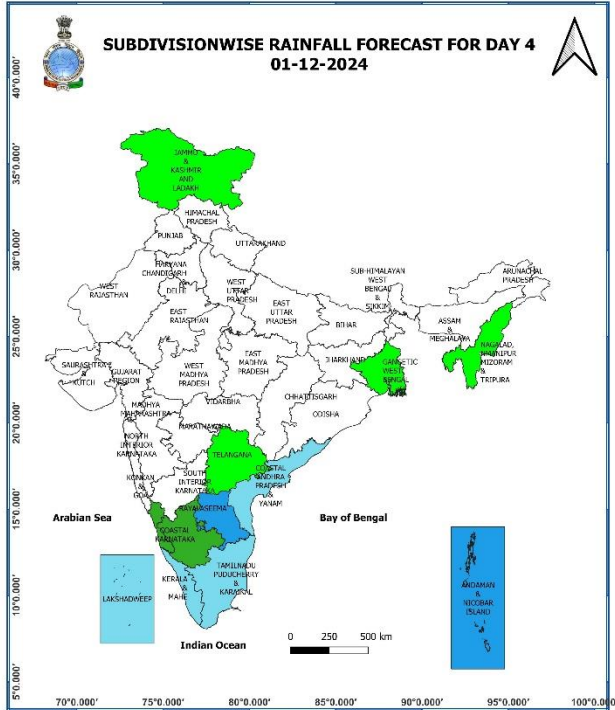 SUBDIVISIONWISE RAINFALL FORECAST FOR DAY 4
01-12-2024
40°0.000'
35°0.000'
30°0.000'
25°0.000'
20°0.000'
15°0.000'
10°0.000'
5°0.000'
JAMMU
&
KASHMIR
AND
LADAKH
HIMACHAL
PRADESH
PUNJAB
UTTARAKHAND
HARYANA
CHANDIGARH
&
DELHI
WEST
RAJASTHAN
WEST
UTTAR
PRADESH
EAST
RAJASTHAN
EAST
UTTAR
PRADESH
SUB-HIMALAYAN
WEST
BENGAL
&
SIKKIM
ARUNACHAL
PRADESH
BIHAR
ASSAM
&
MEGHALAYA
NAGALAD,
MANIPUR
MIZORAM
&
TRIPURA
SAURASHTRA
&
KUTCH
GUJARAT
REGION
WEST
MADHYA
PRADESH
EAST
MADHYA
PRADESH
JHARKHAND
GANGETIC
WEST
BENGAL
CHHATTISGARH
ODISHA
VIDARBHA
MADHYA
MAHARASHTRA
MARATHAWADA
NORTH
INTERIOR
KARNATAKA
KONKAN
&
GOA
TELANGANA
SOUTH
INTERIOR
KARNATAKA
COASTAL
ANDHRA
PRADESH
&
YANAM
RAYALASEEMA
COASTAL
KARNATAKA
Arabian Sea
Bay of Bengal
LAKSHADWEEP
KERALA
&
MAHE
TAMILNADU
PUDUCHERRY
&
KARAIKAL
ANDAMAN
&
NICOBAR
ISLAND
Indian Ocean
0 250 500 km
70°0.000' 75°0.000' 80°0.000' 85°0.000' 90°0.000' 95°0.000' 100°0.000'